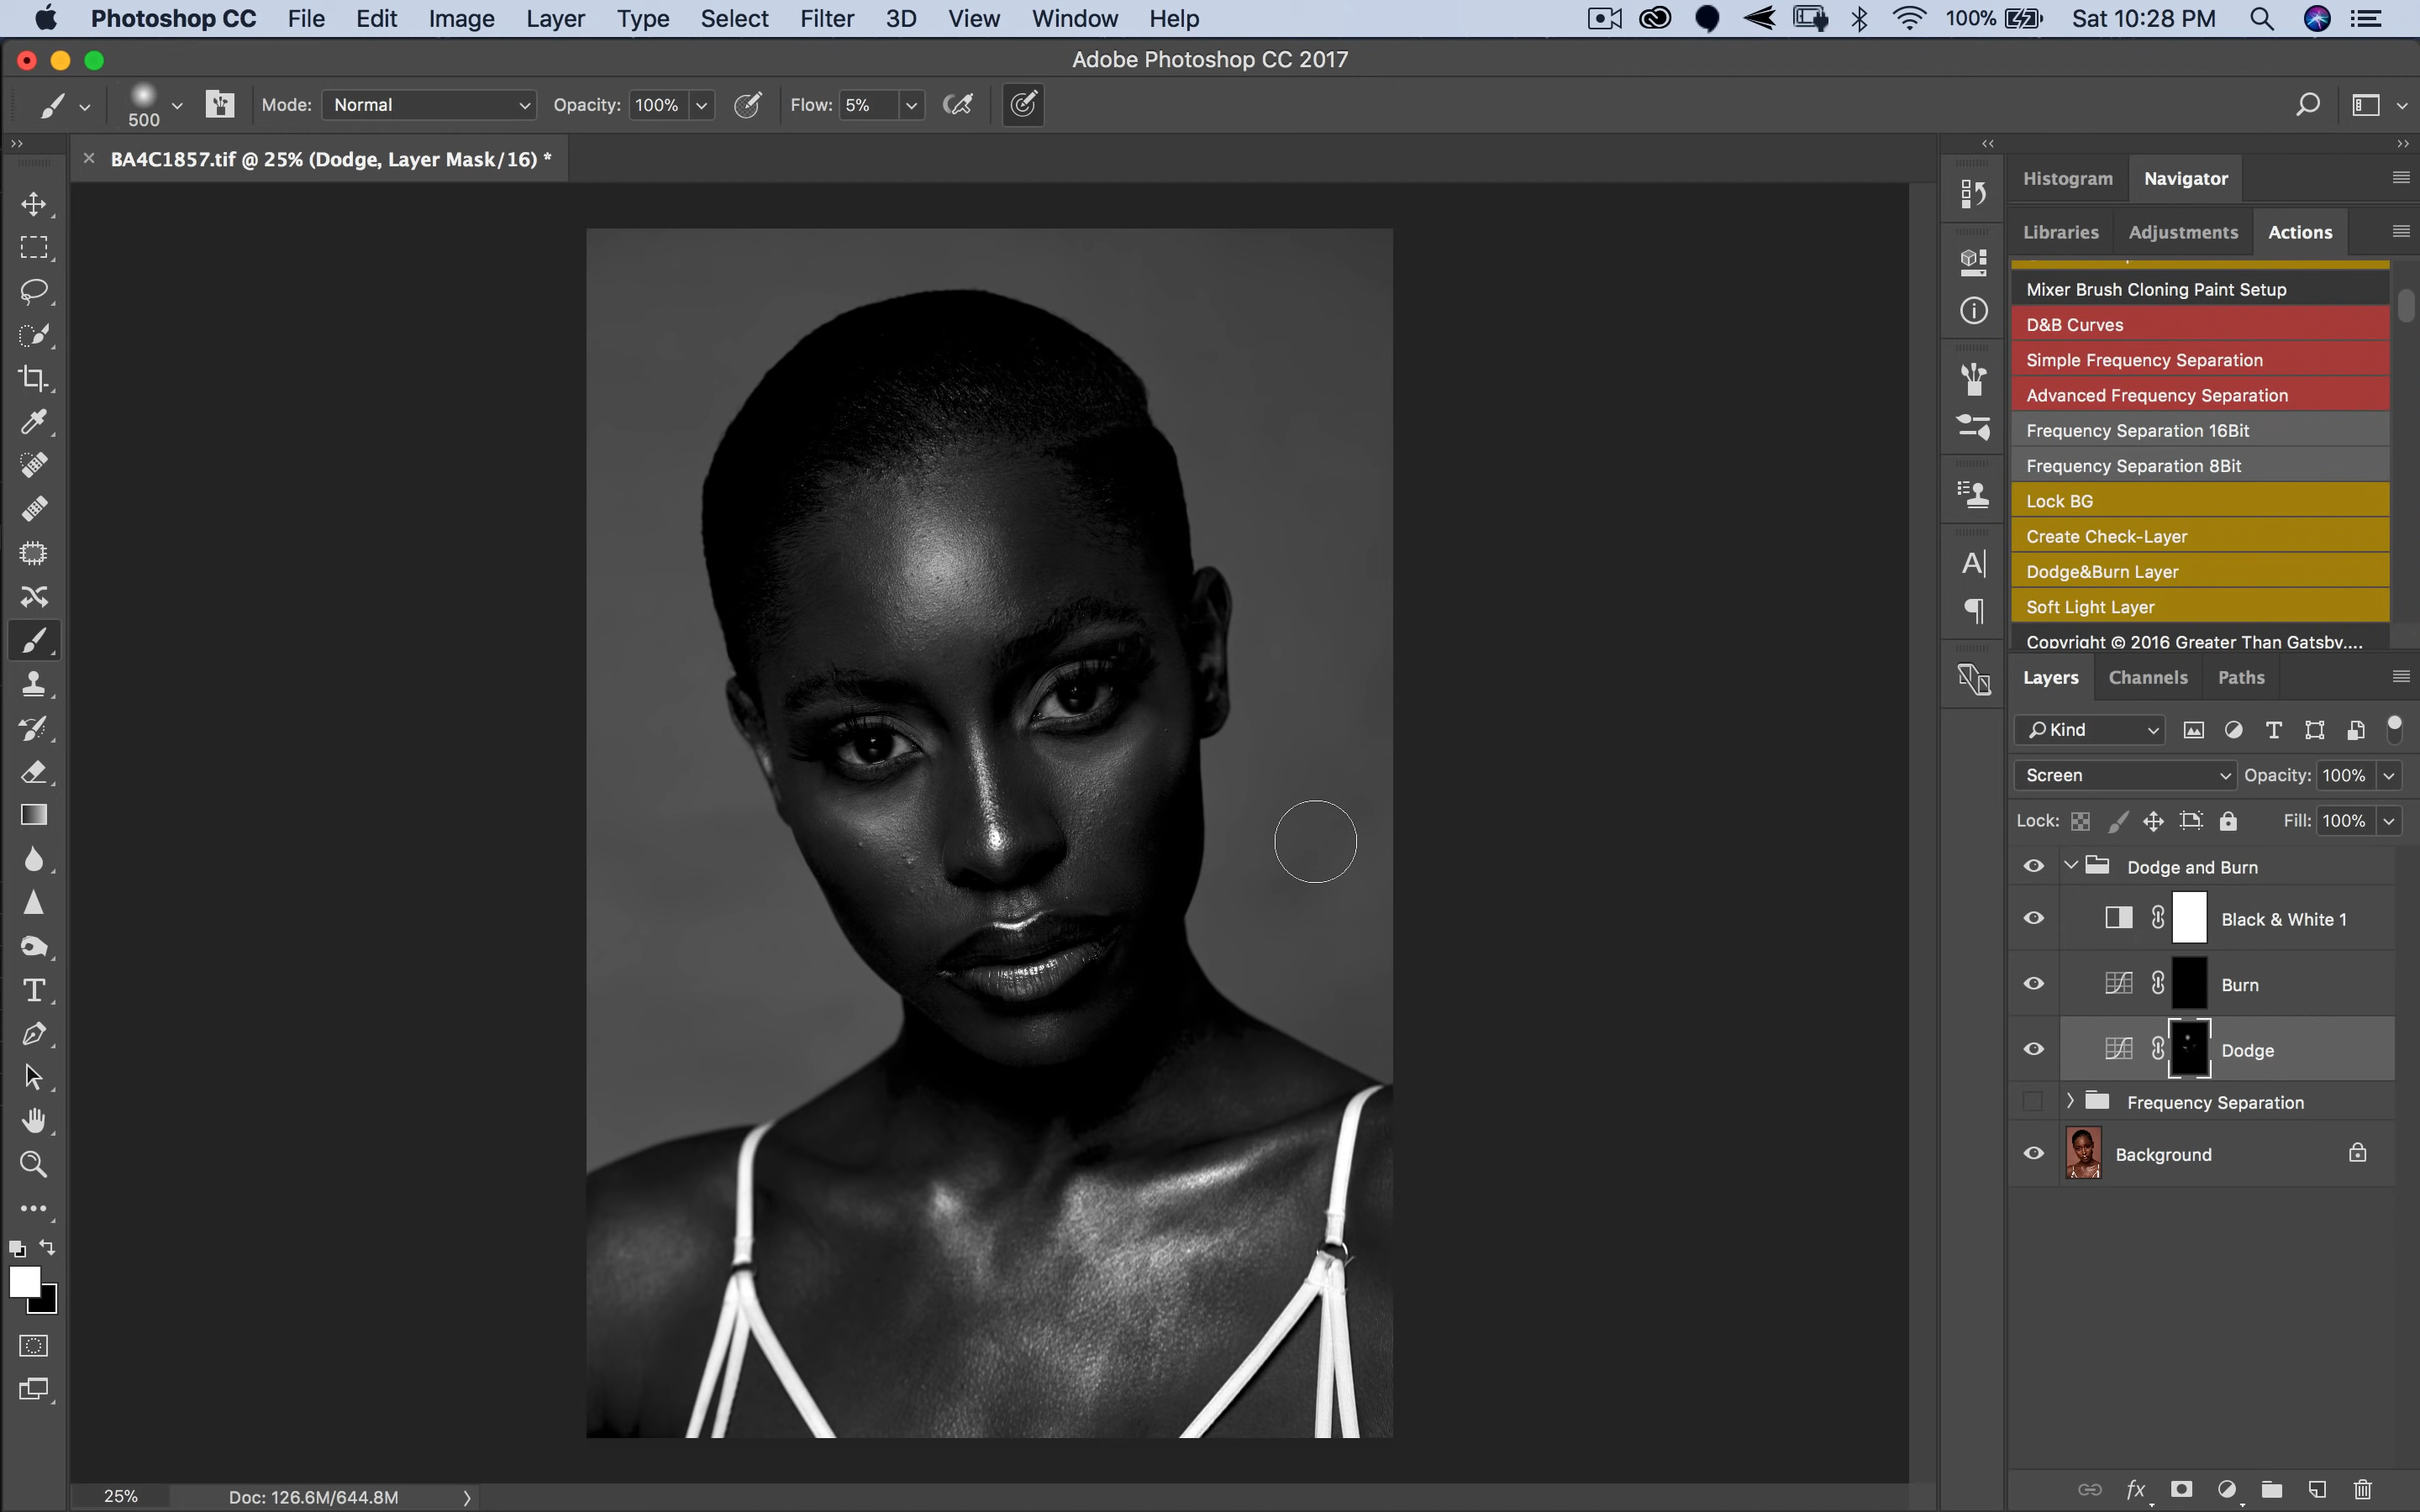 Photoshop CC File Edit Image Layer Type Select Filter 3D View Window Help 100% Sat 10:28 PM
Adobe Photoshop CC 2017
500 Mode: Normal Opacity: 100% Flow: 5%
BA4C1857.tif @ 25% (Dodge, Layer Mask/16) *
Histogram Navigator
Libraries Adjustments Actions
Mixer Brush Cloning Paint Setup
D&B Curves
Simple Frequency Separation
Advanced Frequency Separation
Frequency Separation 16Bit
Frequency Separation 8Bit
Lock BG
Create Check-Layer
Dodge&Burn Layer
Soft Light Layer
Copyright © 2016 Greater Than Gatsby....
Layers Channels Paths
Kind
Screen Opacity: 100%
Lock: Fill: 100%
Dodge and Burn
Black & White 1
Burn
Dodge
Frequency Separation
Background
25% Doc: 126.6M/644.8M
fx